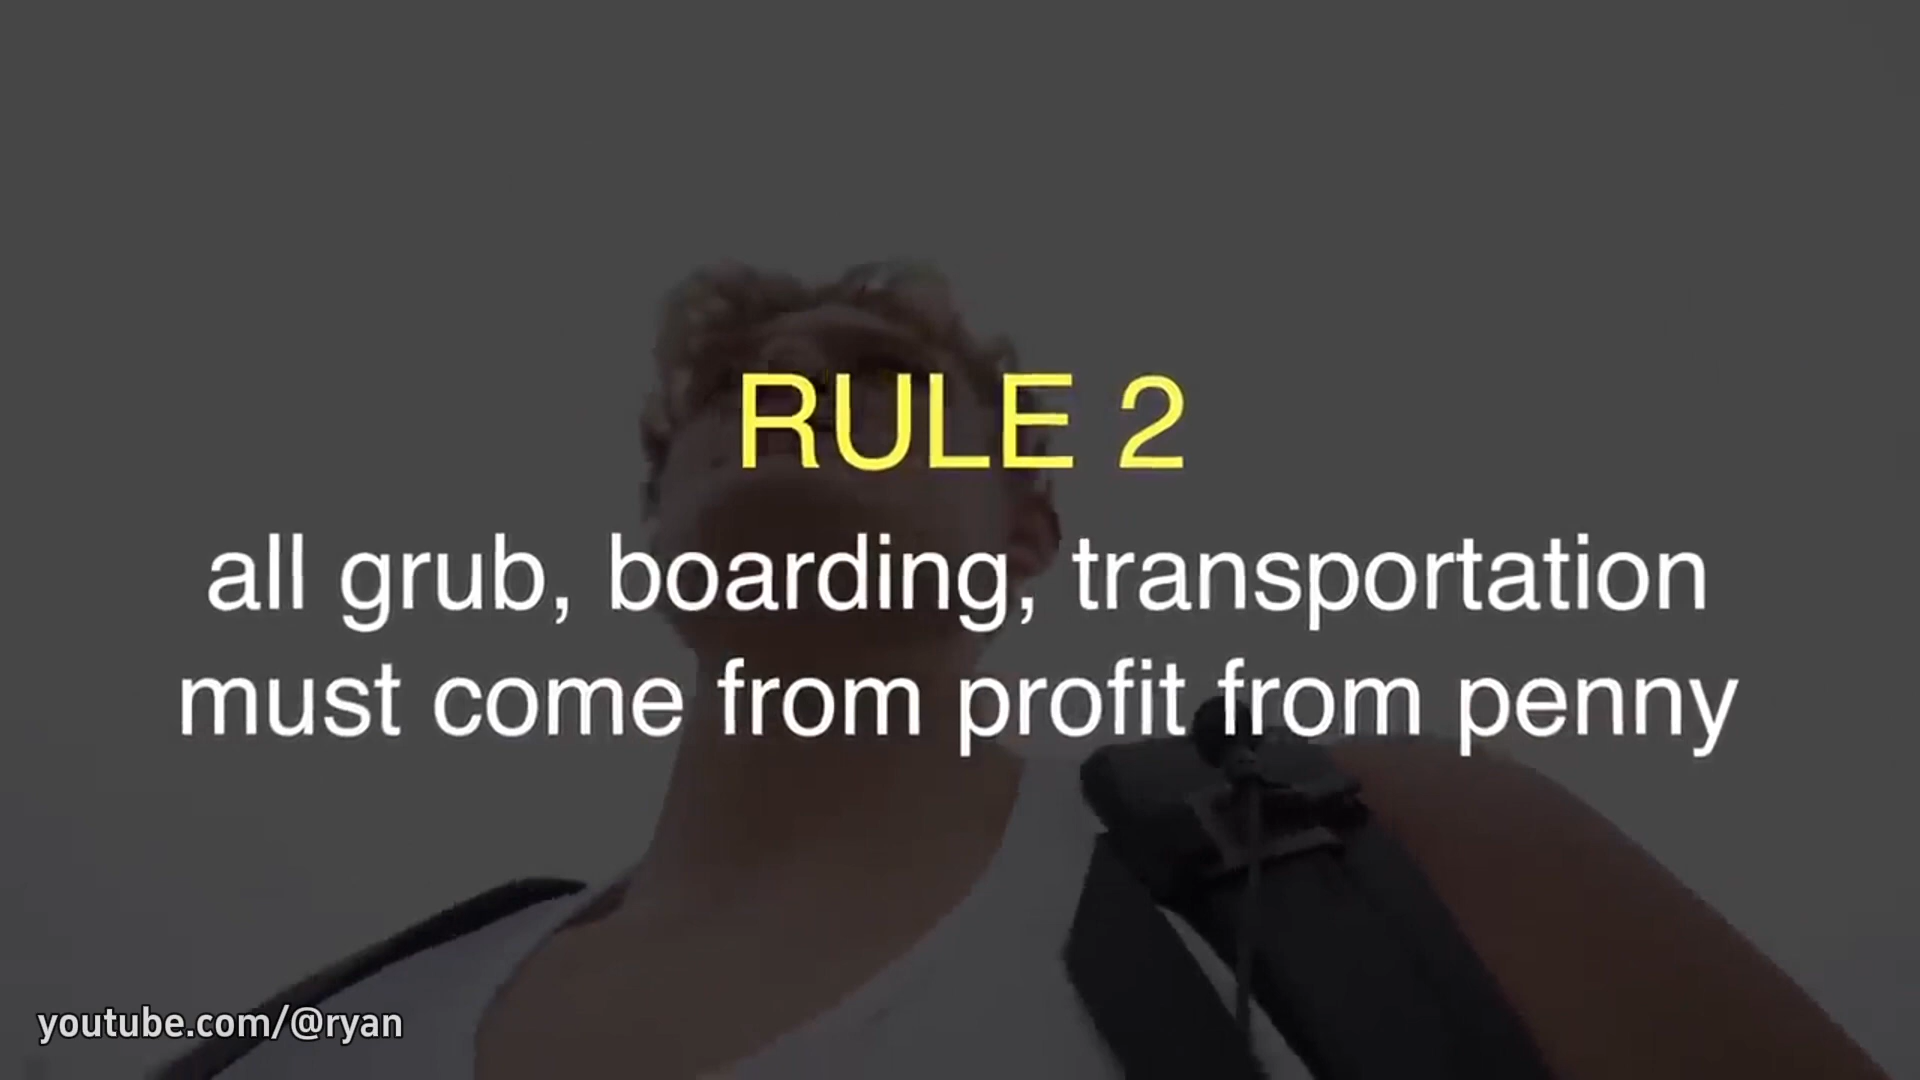 RULE 2
all grub, boarding, transportation
must come from profit from penny
youtube.com/@ryan